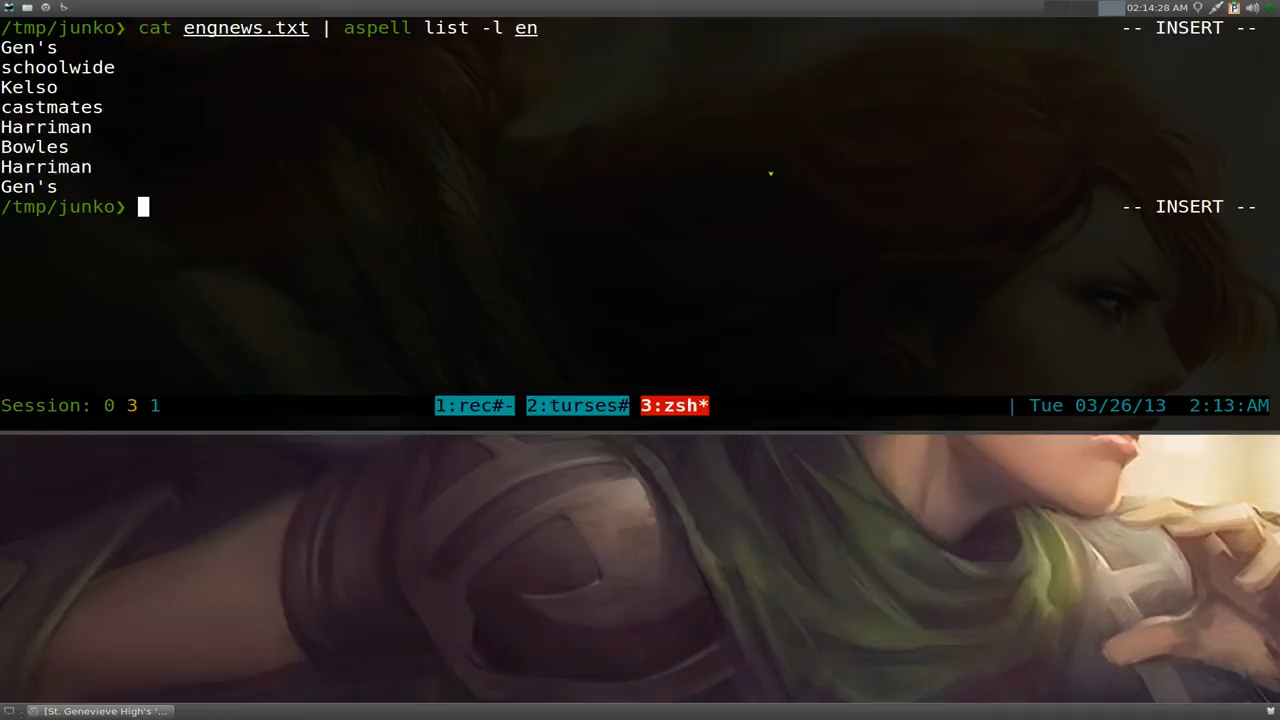 02:14:28 AM
/tmp/junko❯ cat engnews.txt | aspell list -l en -- INSERT --
Gen's
schoolwide
Kelso
castmates
Harriman
Bowles
Harriman
Gen's
/tmp/junko❯ -- INSERT --
Session: 0 3 1 1:rec#- 2:turses# 3:zsh* | Tue 03/26/13 2:13:AM
[St. Genevieve High's '...